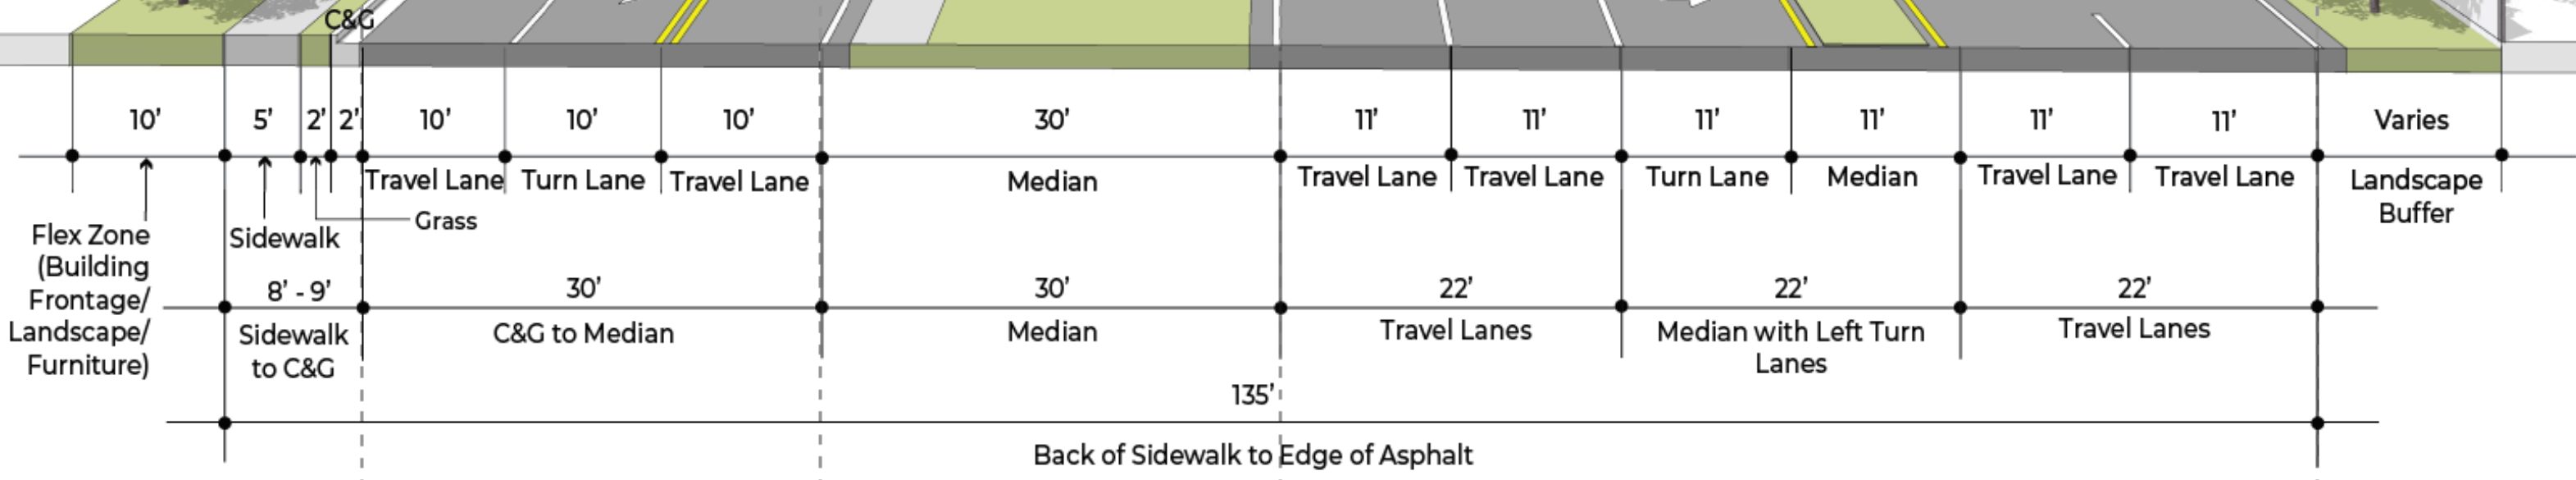 C&G
10’ 5’ 2’ 2’ 10’ 10’ 10’ 30’ 11’ 11’ 11’ 11’ 11’ 11’ Varies
Travel Lane Turn Lane Travel Lane Median Travel Lane Travel Lane Turn Lane Median Travel Lane Travel Lane Landscape
Buffer
Grass
Flex Zone
(Building
Frontage/
Landscape/
Furniture)
Sidewalk
8’ - 9’ 30’ 30’ 22’ 22’ 22’
Sidewalk
to C&G
C&G to Median
Median
Travel Lanes
Median with Left Turn
Lanes
Travel Lanes
135’
Back of Sidewalk to Edge of Asphalt